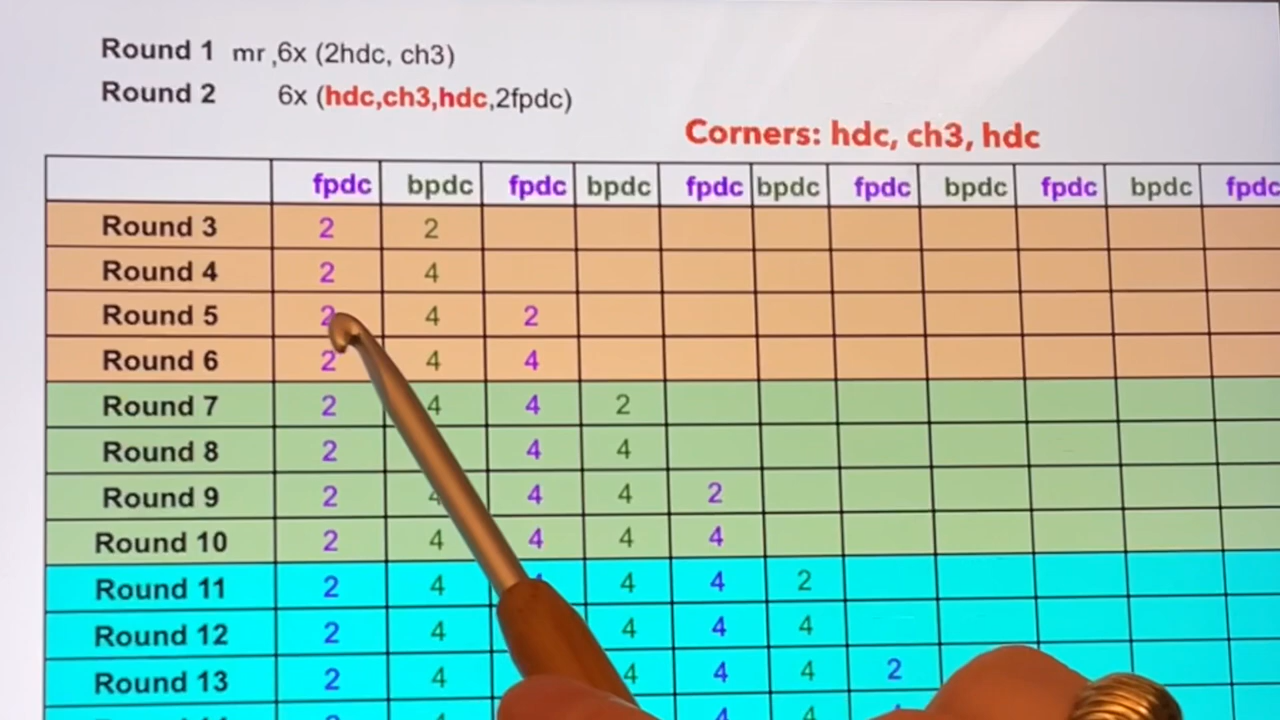 Round 1 mr ,6x (2hdc, ch3)
Round 2 6x (hdc,ch3,hdc,2fpdc)
Corners: hdc, ch3, hdc
fpdc bpdc fpdc bpdc fpdc bpdc fpdc bpdc fpdc bpdc fpdc
Round 3 2 2
Round 4 2 4
Round 5 2 4 2
Round 6 2 4 4
Round 7 2 4 4 2
Round 8 2 4 4
Round 9 2 4 4 4 2
Round 10 2 4 4 4 4
Round 11 2 4 4 4 2
Round 12 2 4 4 4 4
Round 13 2 4 4 4 4 2